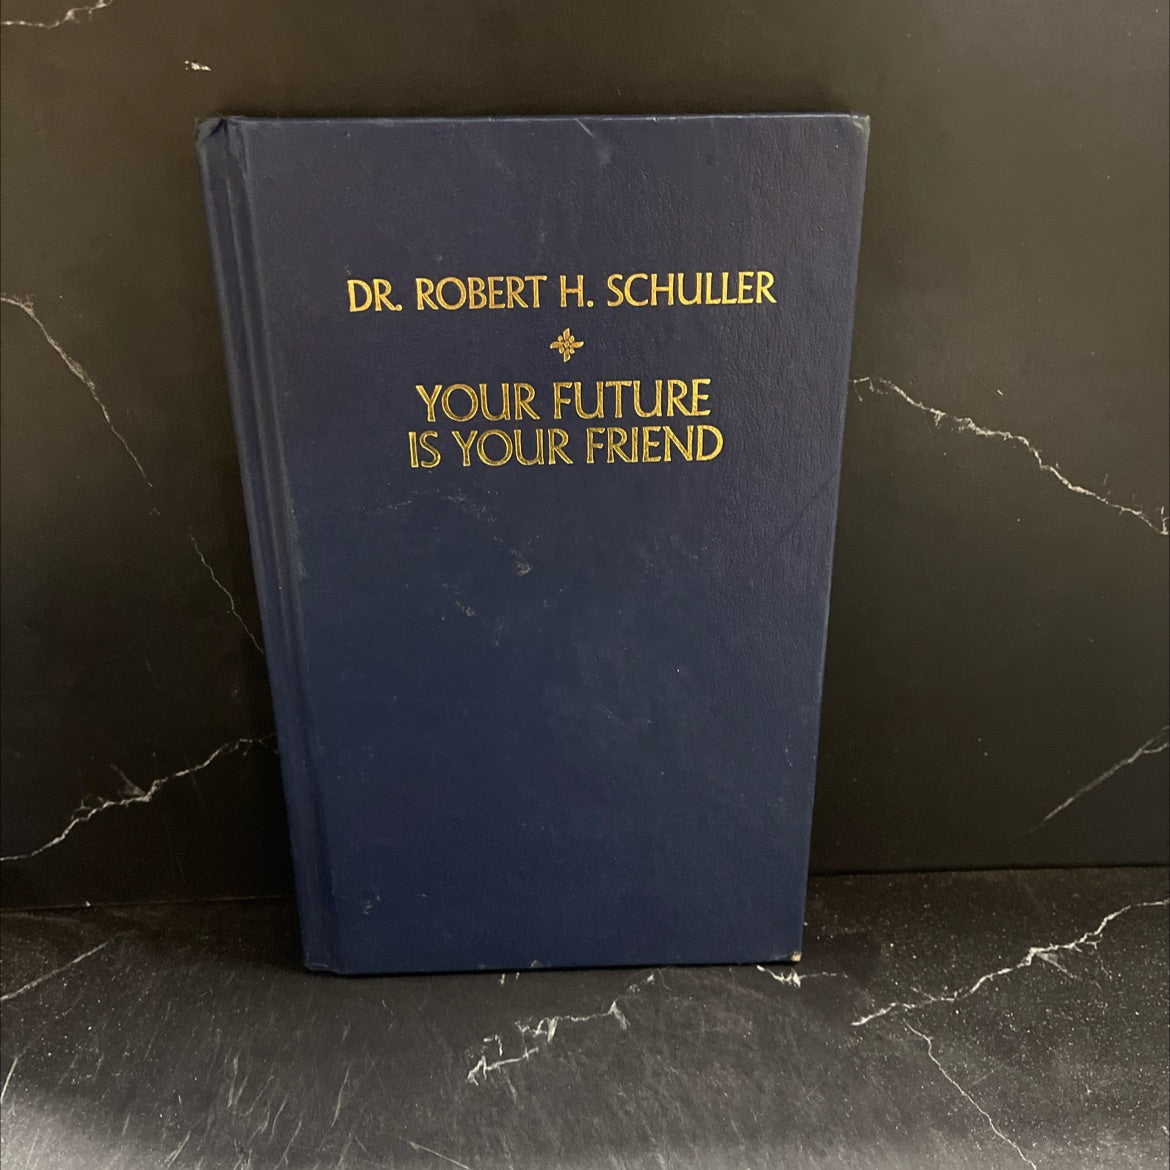 DR. ROBERT H. SCHULLER
YOUR FUTURE
IS YOUR FRIEND